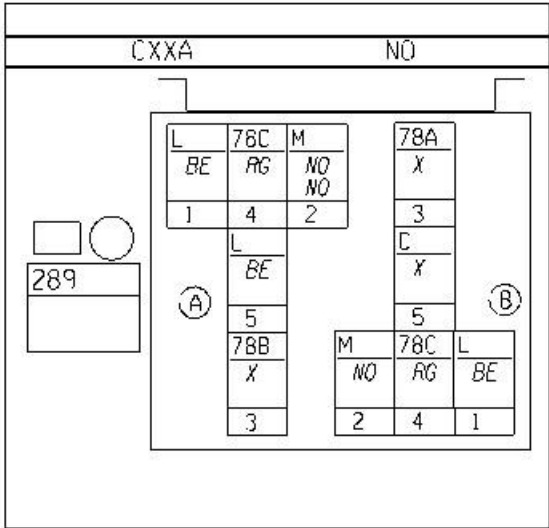 CXXA NO
L 76C M 78A
BE RG NO X
NO
1 4 2 3
L C
BE X
289
A B
5 5
78B M 78C L
X NO RG BE
3 2 4 1